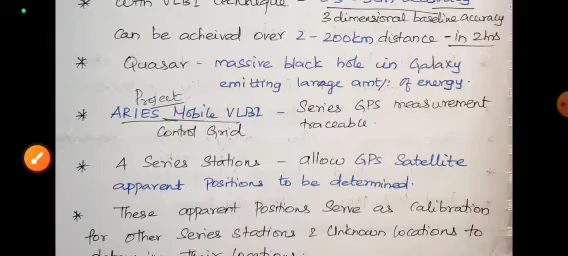 * With VLBI technique -
3 dimensional baseline accuracy
can be acheived over 2 - 200km distance - in 2hrs
* Quasar - massive black hole in Galaxy
emitting larage amt/: of energy.
Project
* ARIES Mobile VLBI - Series GPS measurement
Control Grid traceable.
* 4 Series Stations - allow GPS Satellite
apparent Positions to be determined.
* These apparent Positions Serve as Calibration
for other Series stations & Unknown locations to
their locations.